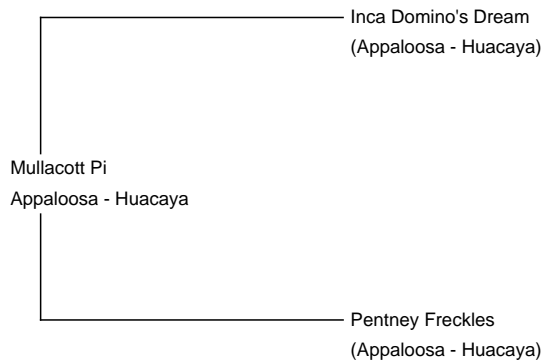 Inca Domino's Dream
(Appaloosa - Huacaya)
Mullacott Pi
Appaloosa - Huacaya
Pentney Freckles
(Appaloosa - Huacaya)